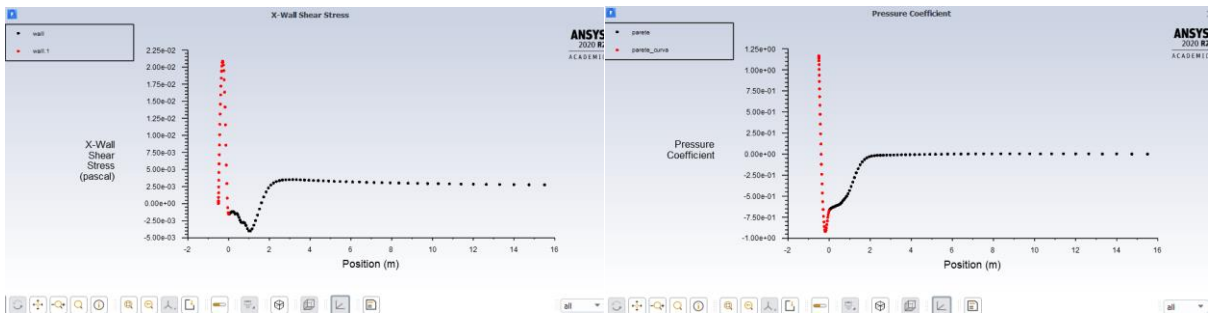 X-Wall Shear Stress
wall
wall.1
ANSYS
2020 R2
ACADEMIC
2.25e-02
2.00e-02
1.75e-02
1.50e-02
1.25e-02
1.00e-02
7.50e-03
5.00e-03
2.50e-03
0.00e+00
-2.50e-03
-5.00e-03
X-Wall
Shear
Stress
(pascal)
-2 0 2 4 6 8 10 12 14 16
Position (m)
all
Pressure Coefficient
parete
parete_curva
ANSYS
2020 R2
ACADEMIC
1.25e+00
1.00e+00
7.50e-01
5.00e-01
2.50e-01
0.00e+00
-2.50e-01
-5.00e-01
-7.50e-01
-1.00e+00
Pressure
Coefficient
-2 0 2 4 6 8 10 12 14 16
Position (m)
all